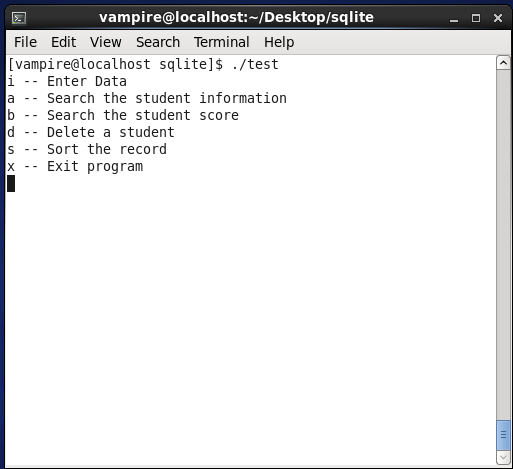 vampire@localhost:~/Desktop/sqlite
File Edit View Search Terminal Help
[vampire@localhost sqlite]$ ./test
i -- Enter Data
a -- Search the student information
b -- Search the student score
d -- Delete a student
s -- Sort the record
x -- Exit program